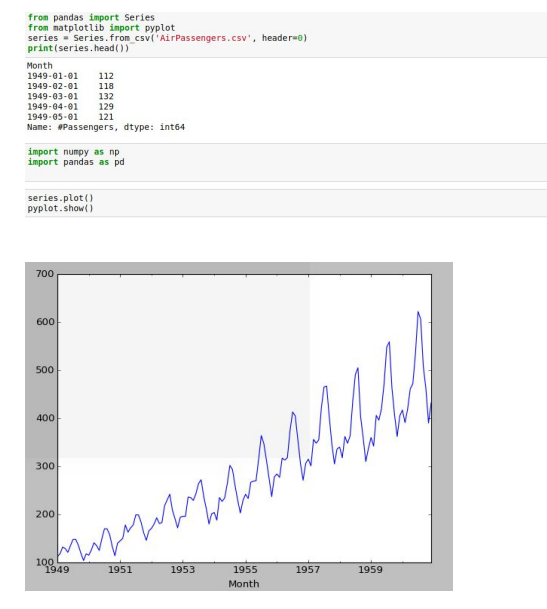 from pandas import Series
from matplotlib import pyplot
series = Series.from_csv('AirPassengers.csv', header=0)
print(series.head())
Month
1949-01-01    112
1949-02-01    118
1949-03-01    132
1949-04-01    129
1949-05-01    121
Name: #Passengers, dtype: int64
import numpy as np
import pandas as pd
series.plot()
pyplot.show()
700
600
500
400
300
200
100
1949 1951 1953 1955 1957 1959
Month